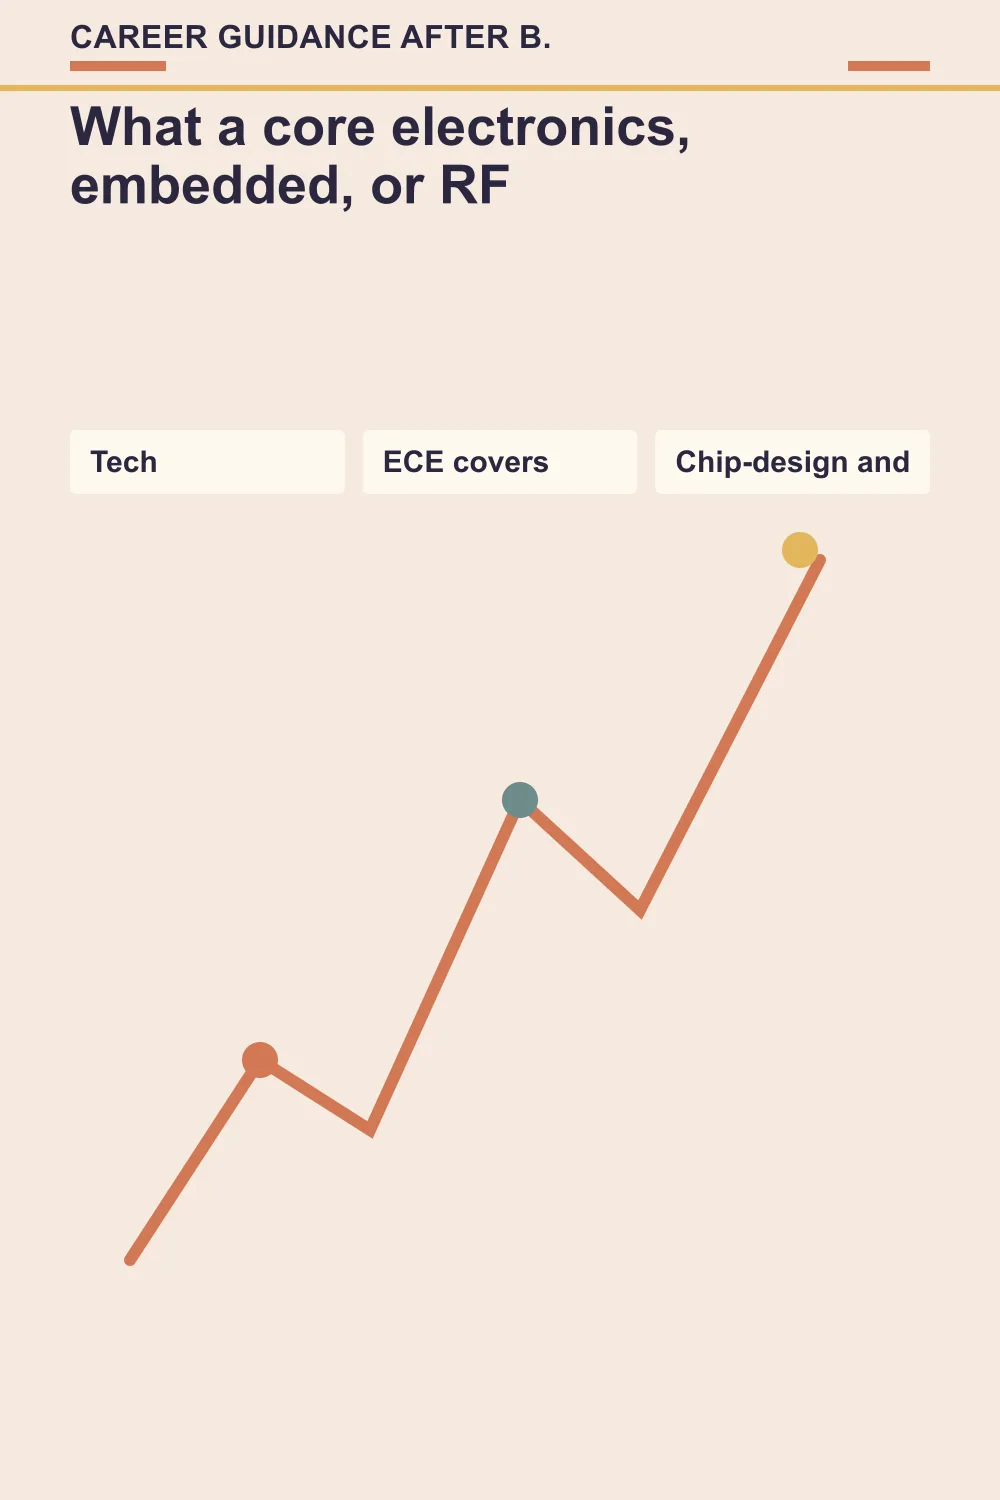 CAREER GUIDANCE AFTER B.
What a core electronics,
embedded, or RF
Tech
ECE covers
Chip-design and